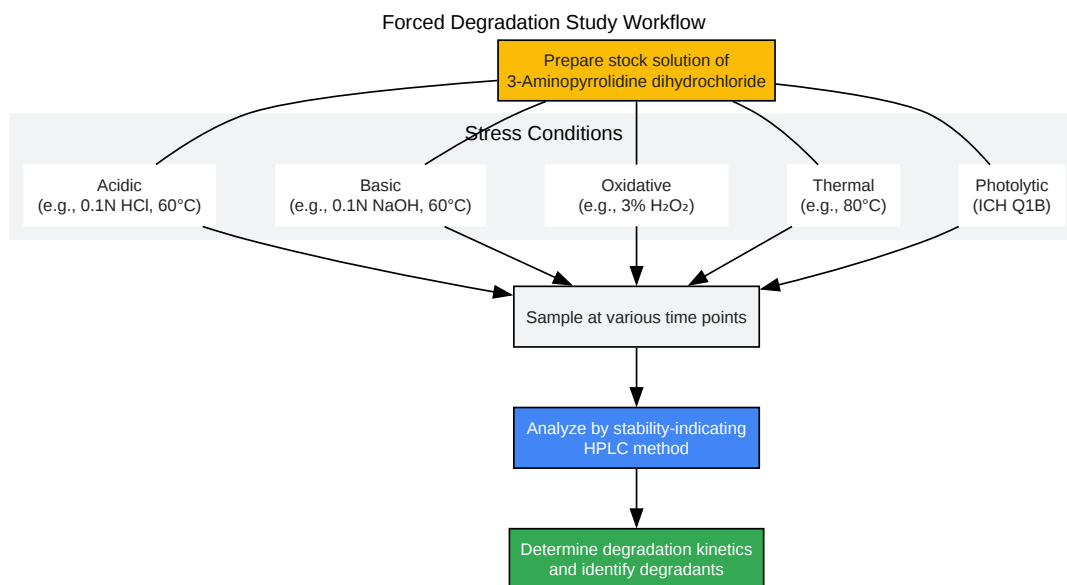 Forced Degradation Study Workflow
Prepare stock solution of
3-Aminopyrrolidine dihydrochloride
Stress Conditions
Acidic
(e.g., 0.1N HCl, 60°C)
Basic
(e.g., 0.1N NaOH, 60°C)
Oxidative
(e.g., 3% H₂O₂)
Thermal
(e.g., 80°C)
Photolytic
(ICH Q1B)
Sample at various time points
Analyze by stability-indicating
HPLC method
Determine degradation kinetics
and identify degradants